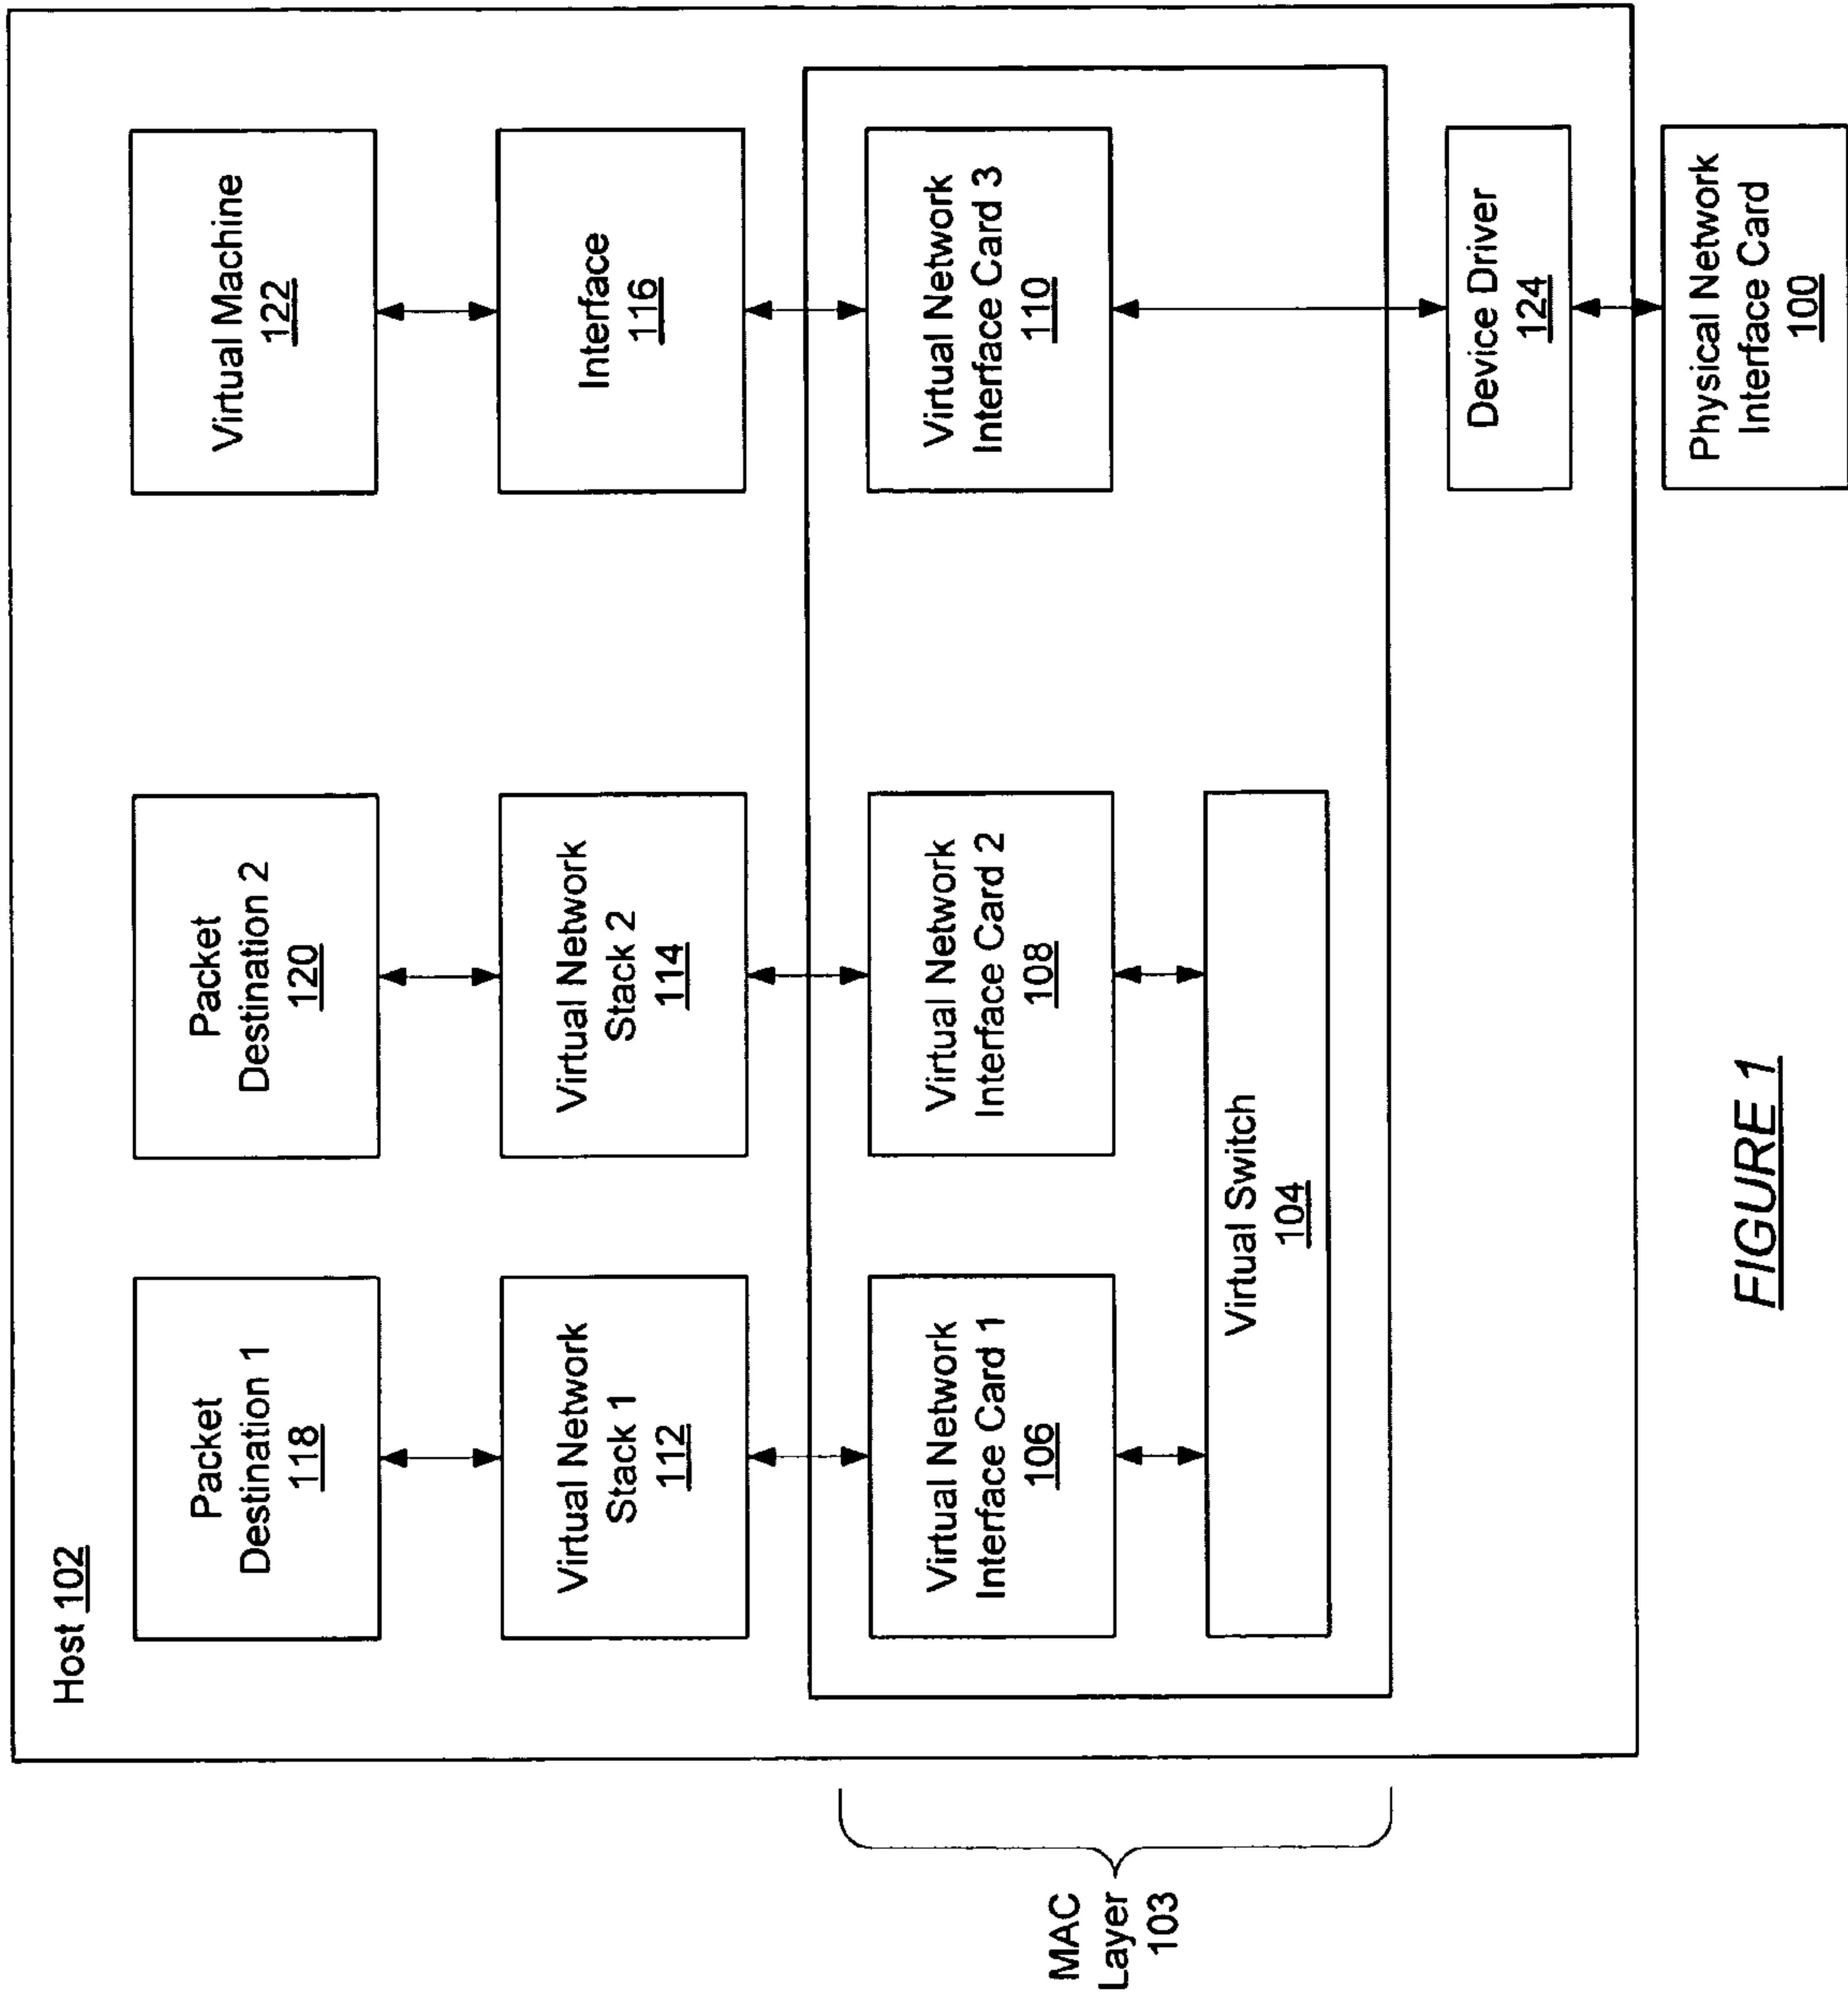 Host 102
Packet
Destination 1
118
Packet
Destination 2
120
Virtual Machine
122
Virtual Network
Stack 1
112
Virtual Network
Stack 2
114
Interface
116
MAC
Layer
103
Virtual Network
Interface Card 1
106
Virtual Network
Interface Card 2
108
Virtual Network
Interface Card 3
110
Virtual Switch
104
Device Driver
124
Physical Network
Interface Card
100
FIGURE 1